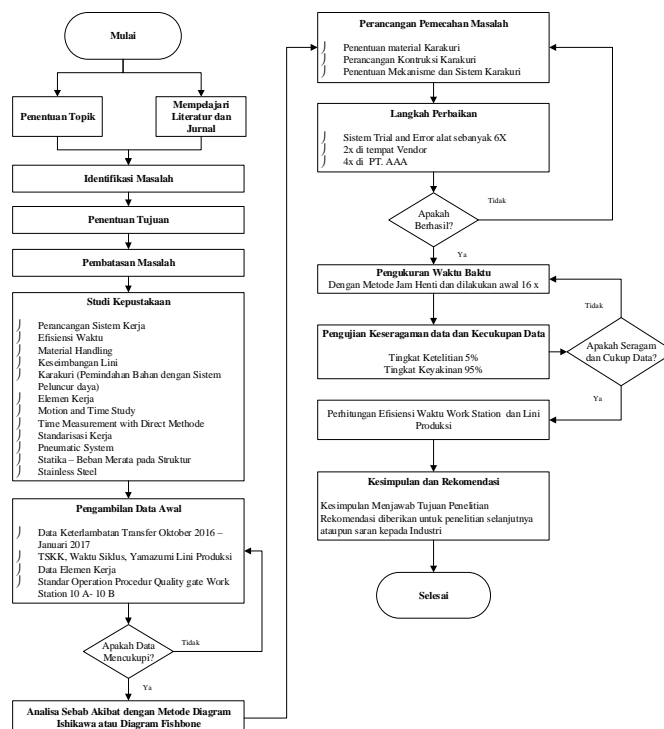 Mulai
Penentuan Topik
Mempelajari
Literatur dan
Jurnal
Identifikasi Masalah
Penentuan Tujuan
Pembatasan Masalah
Studi Kepustakaan
Perancangan Sistem Kerja
Efisiensi Waktu
Material Handling
Keseimbangan Lini
Karakuri (Pemindahan Bahan dengan Sistem
Peluncur daya)
Elemen Kerja
Motion and Time Study
Time Measurement with Direct Methode
Standarisasi Kerja
Pneumatic System
Statika – Beban Merata pada Struktur
Stainless Steel
Pengambilan Data Awal
Data Keterlambatan Transfer Oktober 2016 –
Januari 2017
TSKK, Waktu Siklus, Yamazumi Lini Produksi
Data Elemen Kerja
Standar Operation Procedur Quality gate Work
Station 10 A- 10 B
Apakah Data
Mencukupi?
Tidak
Ya
Analisa Sebab Akibat dengan Metode Diagram
Ishikawa atau Diagram Fishbone
Perancangan Pemecahan Masalah
Penentuan material Karakuri
Perancangan Kontruksi Karakuri
Penentuan Mekanisme dan Sistem Karakuri
Langkah Perbaikan
Sistem Trial and Error alat sebanyak 6X
2x di tempat Vendor
4x di PT. AAA
Apakah
Berhasil?
Tidak
Ya
Pengukuran Waktu Baktu
Dengan Metode Jam Henti dan dilakukan awal 16 x
Tidak
Pengujian Keseragaman data dan Kecukupan Data
Tingkat Ketelitian 5%
Tingkat Keyakinan 95%
Apakah Seragam
dan Cukup Data?
Ya
Perhitungan Efisiensi Waktu Work Station dan Lini
Produksi
Kesimpulan dan Rekomendasi
Kesimpulan Menjawab Tujuan Penelitian
Rekomendasi diberikan untuk penelitian selanjutnya
ataupun saran kepada Industri
Selesai